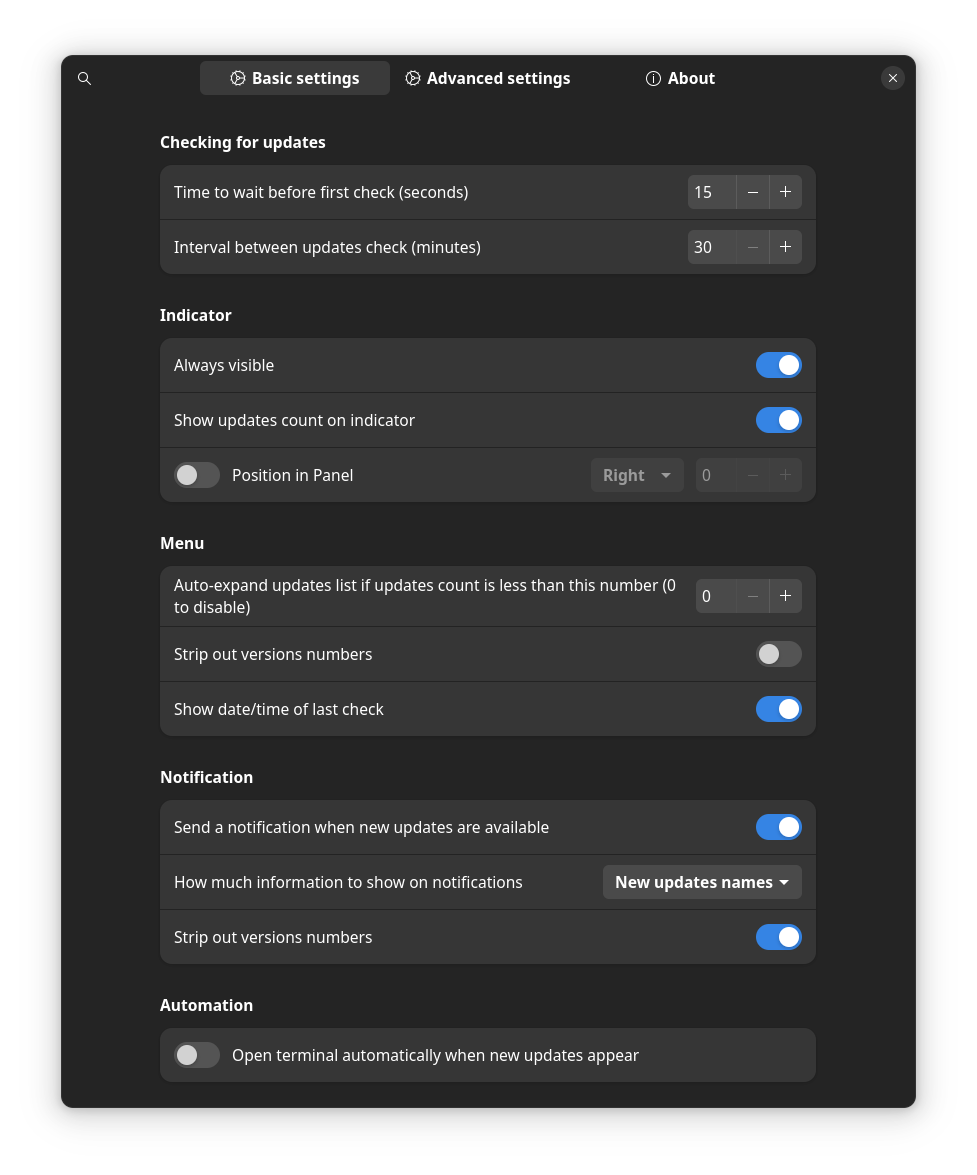 Basic settings Advanced settings About
Checking for updates
Time to wait before first check (seconds) 15
Interval between updates check (minutes) 30
Indicator
Always visible
Show updates count on indicator
Position in Panel Right 0
Menu
Auto-expand updates list if updates count is less than this number (0
to disable) 0
Strip out versions numbers
Show date/time of last check
Notification
Send a notification when new updates are available
How much information to show on notifications New updates names
Strip out versions numbers
Automation
Open terminal automatically when new updates appear